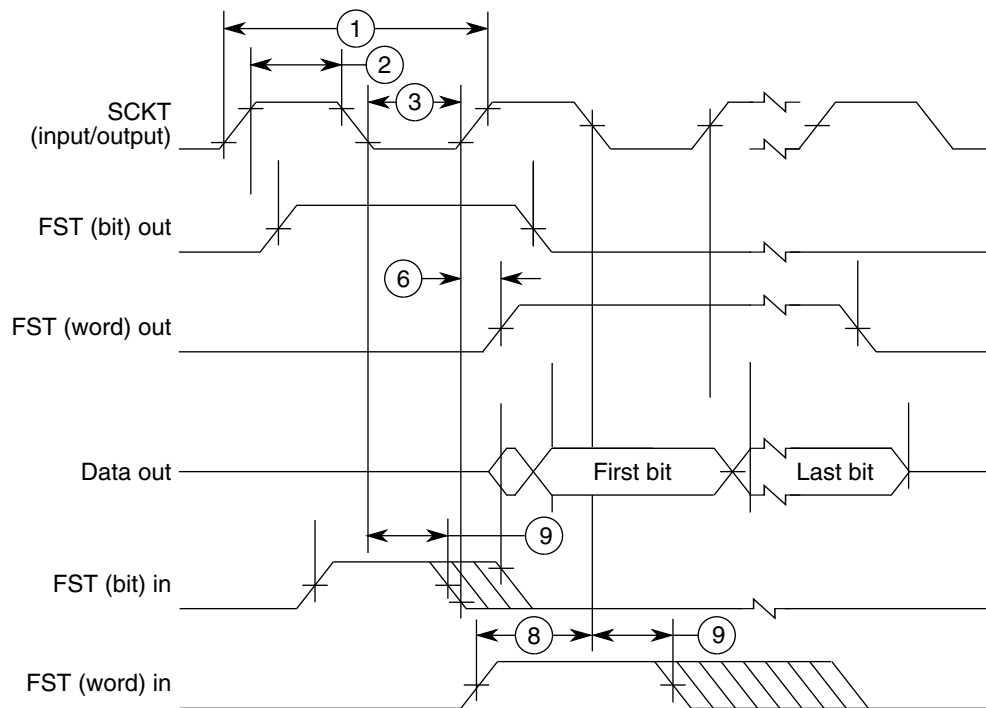 1
2
3
SCKT
(input/output)
FST (bit) out
6
FST (word) out
Data out
First bit
Last bit
9
FST (bit) in
8
9
FST (word) in